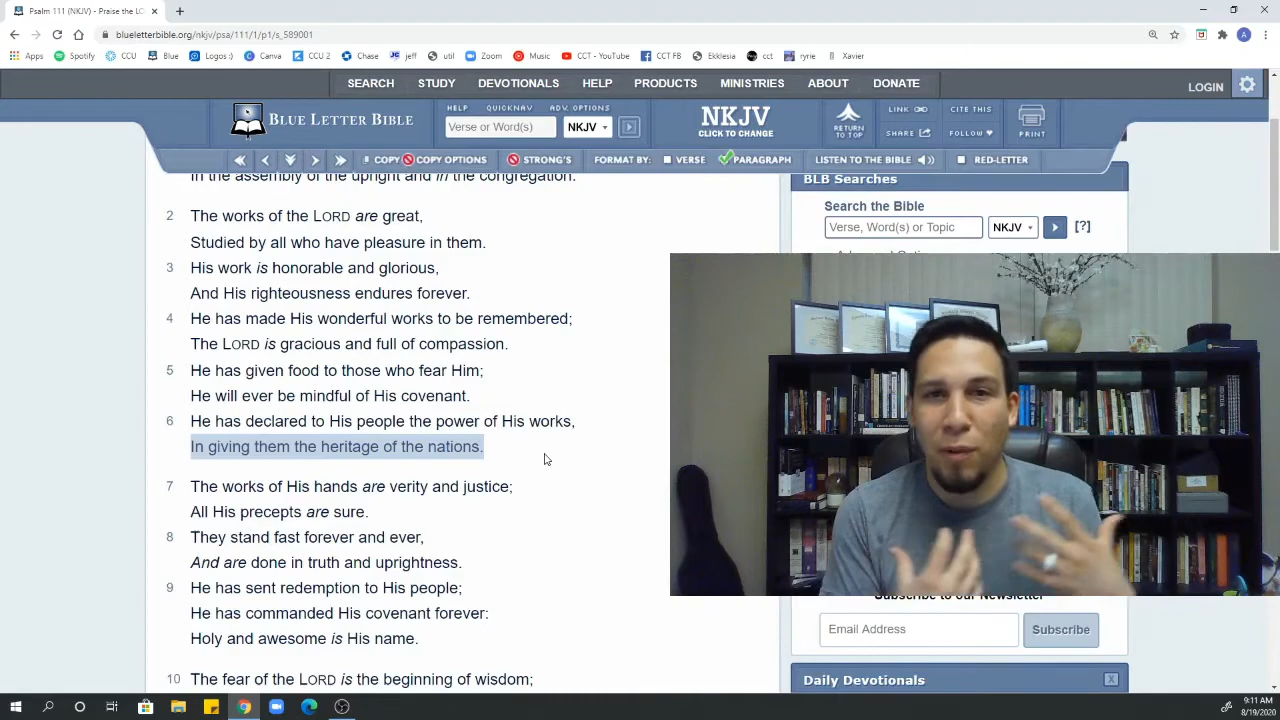 Psalm 111 (NKJV) - Praise the LO
blueletterbible.org/nkjv/psa/111/1/p1/s_589001
A
Apps Spotify CCU Blue Logos :) Canva CCU 2 Chase jeff util Zoom Music CCT - YouTube CCT FB Ekklesia cct ryrie Xavier
SEARCH STUDY DEVOTIONALS HELP PRODUCTS MINISTRIES ABOUT DONATE
LOGIN
BLUE LETTER BIBLE
HELP QUICKNAV ADV. OPTIONS
Verse or Word(s) NKJV
NKJV
CLICK TO CHANGE
RETURN
TO TOP
LINK CITE THIS
SHARE FOLLOW
PRINT
COPY COPY OPTIONS STRONG'S FORMAT BY: VERSE PARAGRAPH LISTEN TO THE BIBLE RED-LETTER
In the assembly of the upright and in the congregation.
2 The works of the LORD are great,
Studied by all who have pleasure in them.
3 His work is honorable and glorious,
And His righteousness endures forever.
4 He has made His wonderful works to be remembered;
The LORD is gracious and full of compassion.
5 He has given food to those who fear Him;
He will ever be mindful of His covenant.
6 He has declared to His people the power of His works,
In giving them the heritage of the nations.
7 The works of His hands are verity and justice;
All His precepts are sure.
8 They stand fast forever and ever,
And are done in truth and uprightness.
9 He has sent redemption to His people;
He has commanded His covenant forever:
Holy and awesome is His name.
10 The fear of the LORD is the beginning of wisdom;
BLB Searches
Search the Bible
Verse, Word(s) or Topic NKJV [?]
Subscribe to our Newsletter
Email Address Subscribe
Daily Devotionals X
9:11 AM
8/19/2020